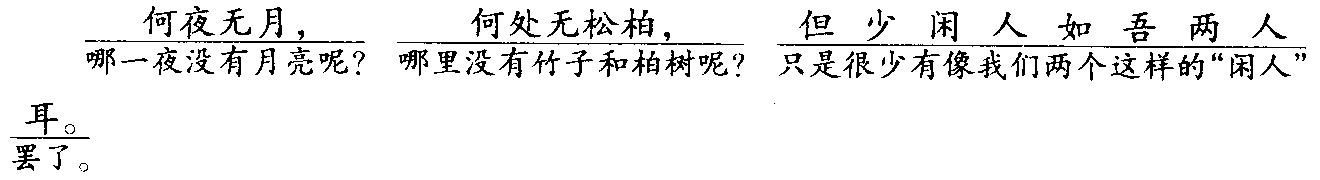 何夜无月， 何处无松柏， 但少闲人如吾两人
哪一夜没有月亮呢？ 哪里没有竹子和柏树呢？ 只是很少有像我们两个这样的“闲人”
耳。
罢了。